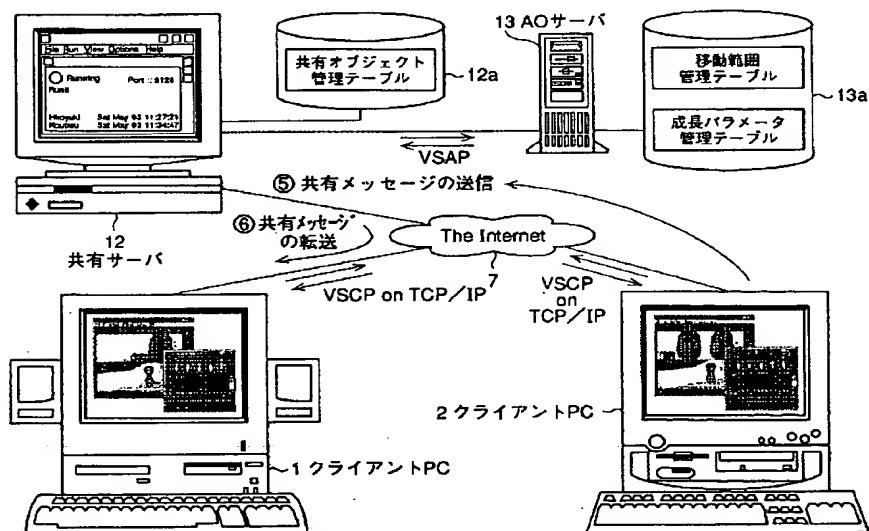 File Run View Options Help
Running Port : 5126
13 AOサーバ
共有オブジェクト
管理テーブル
12a
移動範囲
管理テーブル
13a
成長パラメータ
管理テーブル
VSAP
⑤共有メッセージの送信
⑥共有メッセージ
の転送
12
共有サーバ
The Internet
7
VSCP on TCP/IP
VSCP
on
TCP/IP
2 クライアントPC
1 クライアントPC